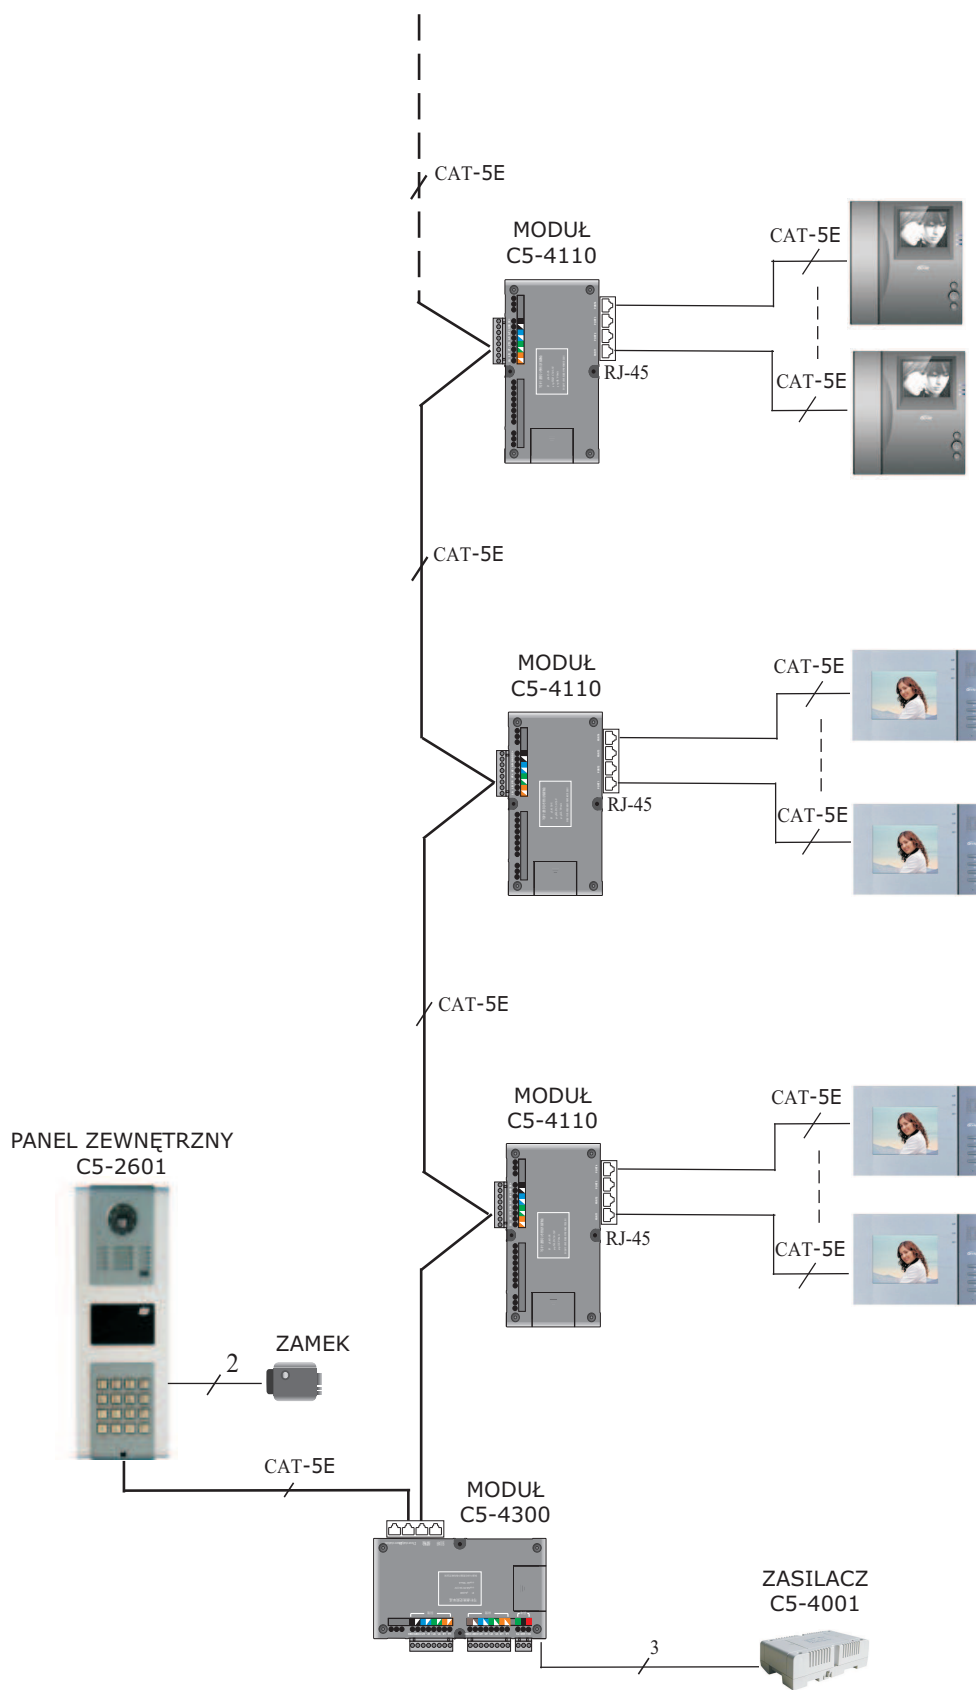 CAT-5E
MODUŁ
C5-4110
CAT-5E
RJ-45
CAT-5E
CAT-5E
MODUŁ
C5-4110
CAT-5E
RJ-45
CAT-5E
CAT-5E
MODUŁ
C5-4110
CAT-5E
RJ-45
CAT-5E
PANEL ZEWNĘTRZNY
C5-2601
ZAMEK
2
CAT-5E
MODUŁ
C5-4300
ZASILACZ
C5-4001
3